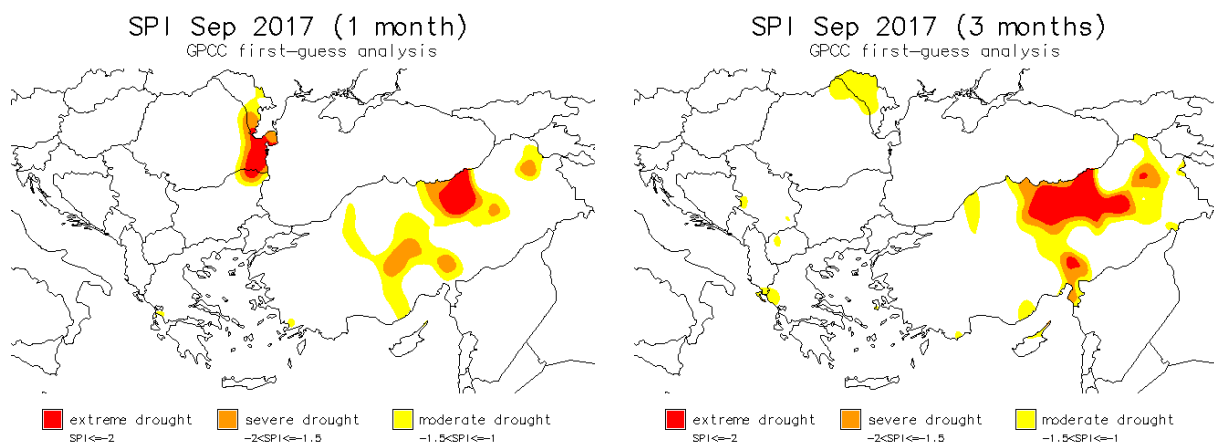 SPI Sep 2017 (1 month)
GPCC first-guess analysis
extreme drought
severe drought
moderate drought
SPI<=-2
-2<SPI<=-1.5
-1.5<SPI<=-1
SPI Sep 2017 (3 months)
GPCC first-guess analysis
extreme drought
severe drought
moderate drought
SPI<=-2
-2<SPI<=-1.5
-1.5<SPI<=-1